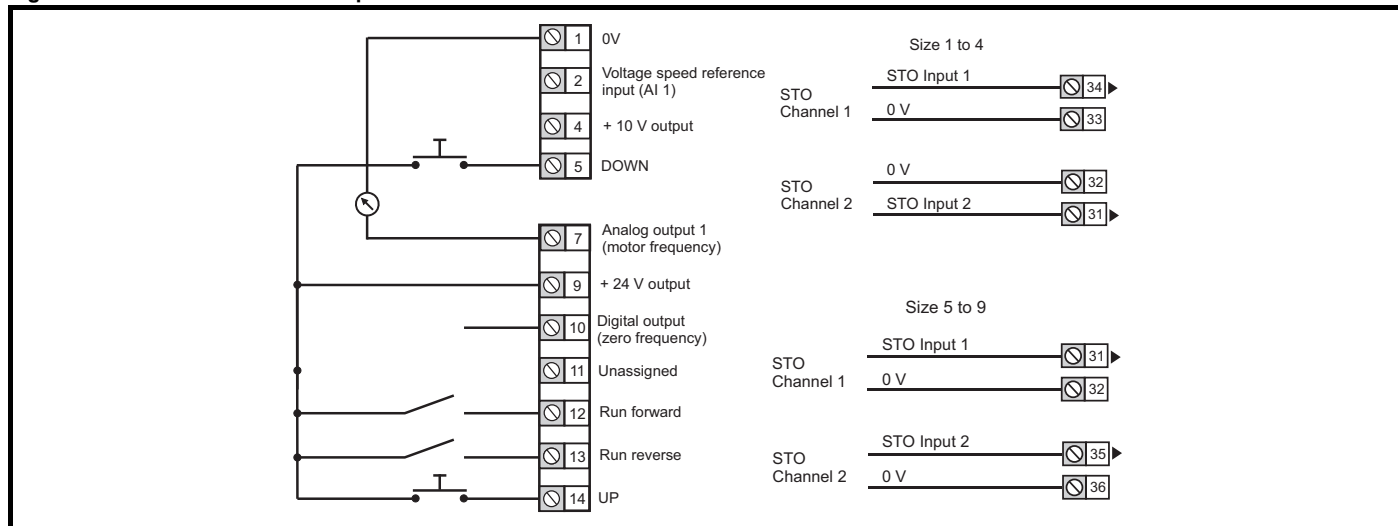 1 0V
2 Voltage speed reference
input (AI 1)
4 + 10 V output
5 DOWN
7 Analog output 1
(motor frequency)
9 + 24 V output
10 Digital output
(zero frequency)
11 Unassigned
12 Run forward
13 Run reverse
14 UP
Size 1 to 4
STO
Channel 1
STO Input 1 34
0 V 33
STO
Channel 2
0 V 32
STO Input 2 31
Size 5 to 9
STO
Channel 1
STO Input 1 31
0 V 32
STO
Channel 2
STO Input 2 35
0 V 36